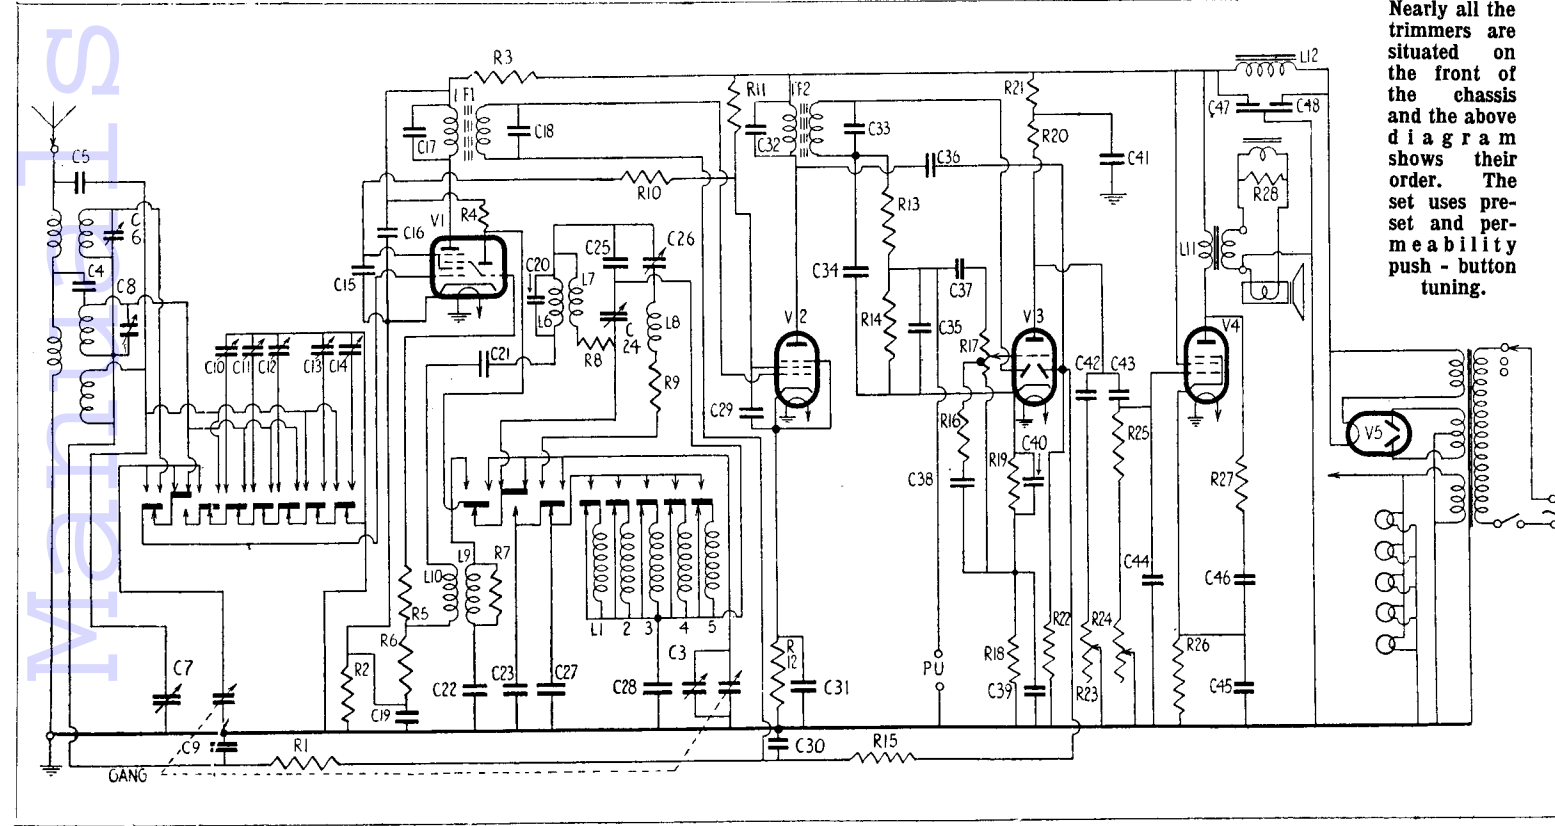 Nearly all the
trimmers are
situated on
the front of
the chassis
and the above
diagram
shows their
order. The
set uses pre-
set and per-
meability
push - button
tuning.
Manuals
R3
L12
IF1
R11
IF2
R21
C47
C48
C17
C18
C32
C33
R20
C5
C36
C41
R10
R28
C6
V1
R4
R13
C16
C25
C26
L11
C4
C15
C20
L7
C34
C37
C8
L6
C24
L8
R14
C35
V2
V3
V4
R8
R17
C10
C11
C12
C13
C14
C21
R9
C42
C43
C29
R16
V5
C40
R25
C38
R19
R27
L9
R7
L10
C44
C46
R5
L1
2
3
4
5
R22
R24
R6
R2
C3
R12
R18
R26
C7
PU
C22
C23
C27
C28
C31
C39
R23
C45
C19
C9
R1
C30
R15
GANG